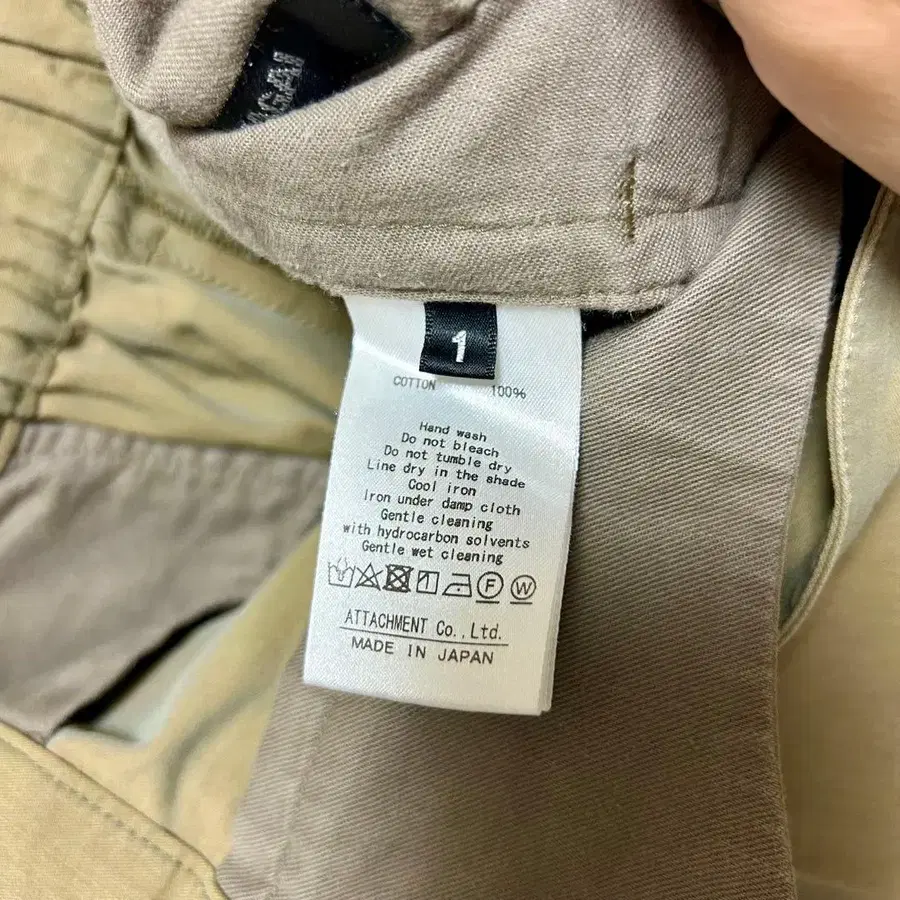 1
COTTON 100%
Hand wash
Do not bleach
Do not tumble dry
Line dry in the shade
Cool iron
Iron under damp cloth
Gentle cleaning
with hydrocarbon solvents
Gentle wet cleaning
F W
ATTACHMENT Co.,Ltd.
MADE IN JAPAN